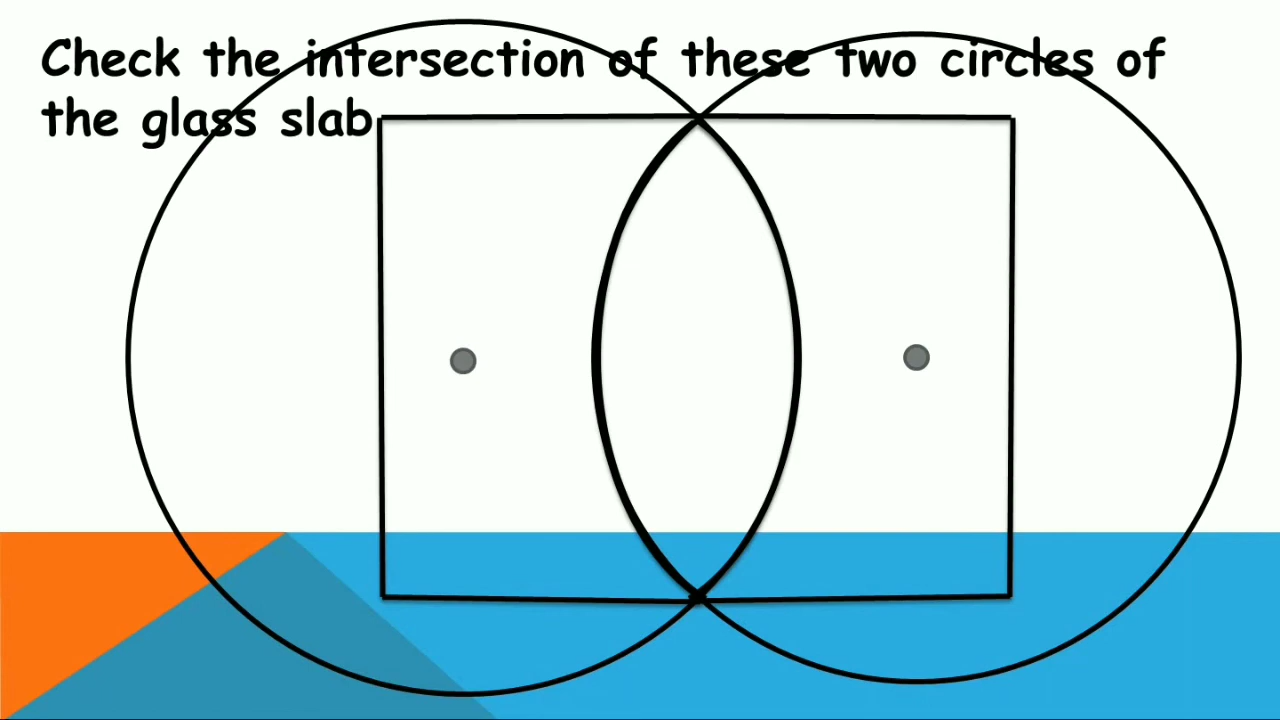 Check the intersection of these two circles of
the glass slab